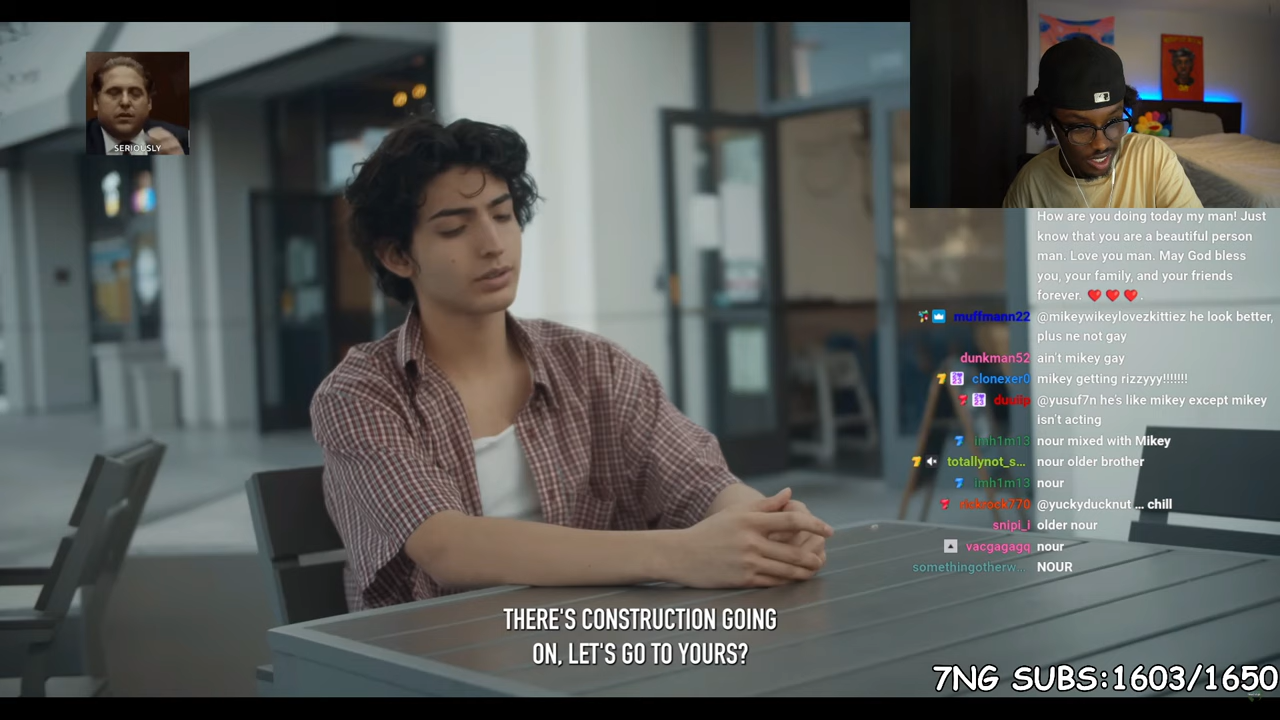 SERIOUSLY
How are you doing today my man! Just
know that you are a beautiful person
man. Love you man. May God bless
you, your family, and your friends
forever. ❤️ ❤️ ❤️ .
muffmann22 @mikeywikeylovezkittiez he look better,
plus ne not gay
dunkman52 ain't mikey gay
clonexer0 mikey getting rizzyyy!!!!!!!
@yusuf7n he's like mikey except mikey
isn't acting
imh1m13 nour mixed with Mikey
totallynot_s... nour older brother
imh1m13 nour
rickcock770 @yuckyducknut ... chill
snipi_i older nour
vacgagagg nour
somethingotherw... NOUR
THERE'S CONSTRUCTION GOING
ON, LET'S GO TO YOURS?
7NG SUBS:1603/1650